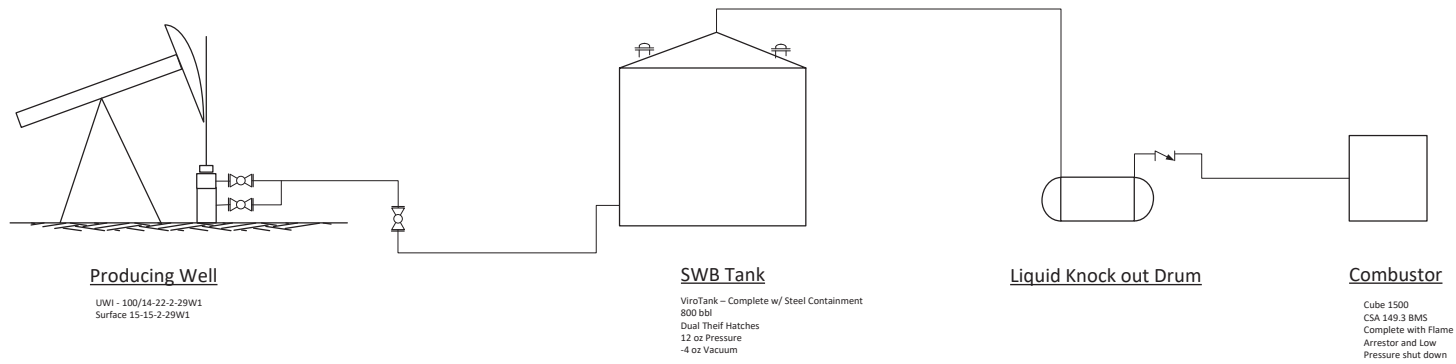 Producing Well
UWI - 100/14-22-2-29W1
Surface 15-15-2-29W1
SWB Tank
ViroTank – Complete w/ Steel Containment
800 bbl
Dual Theif Hatches
12 oz Pressure
-4 oz Vacuum
Liquid Knock out Drum
Combustor
Cube 1500
CSA 149.3 BMS
Complete with Flame
Arrestor and Low
Pressure shut down